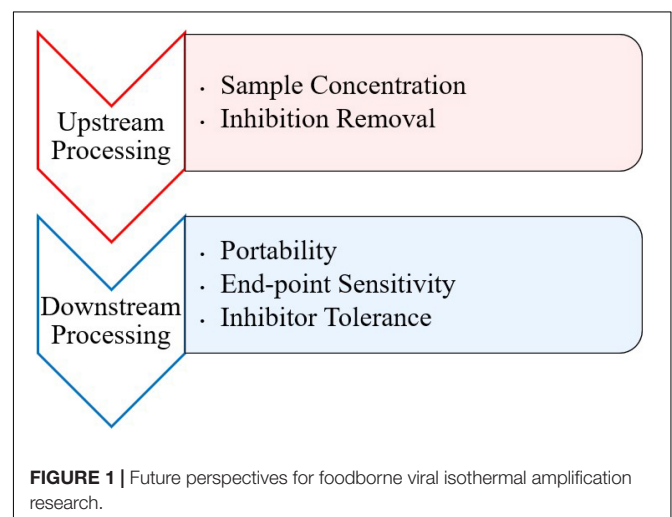 Upstream
Processing
· Sample Concentration
· Inhibition Removal
Downstream
Processing
· Portability
· End-point Sensitivity
· Inhibitor Tolerance
FIGURE 1 | Future perspectives for foodborne viral isothermal amplification
research.